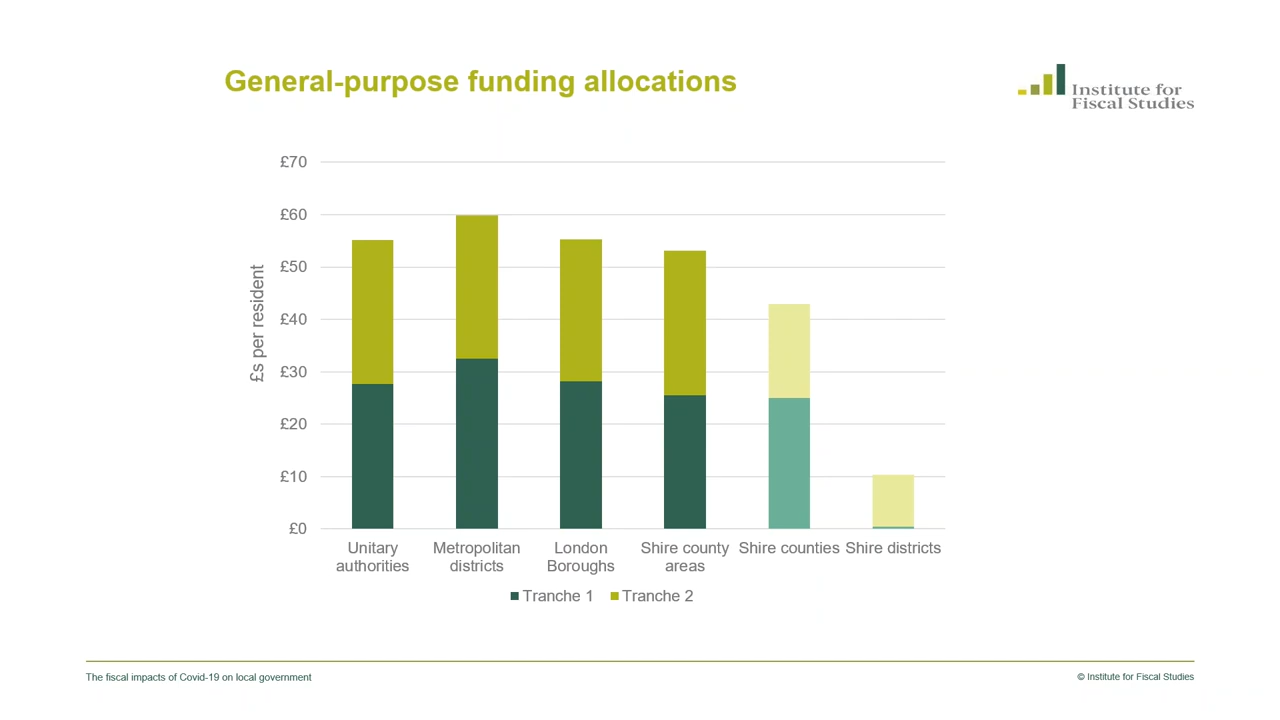 General-purpose funding allocations
Institute for
Fiscal Studies
£70
£60
£50
£40
£30
£20
£10
£0
£s per resident
Unitary authorities
Metropolitan districts
London Boroughs
Shire county areas
Shire counties
Shire districts
Tranche 1
Tranche 2
The fiscal impacts of Covid-19 on local government
© Institute for Fiscal Studies